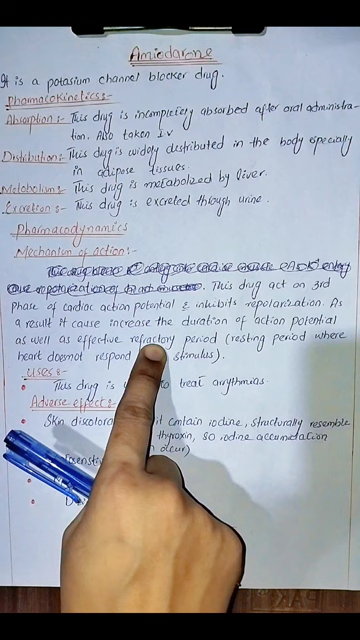 Amiodarone
It is a potasium channel blocker drug.
Pharmacokinetics:-
Absorption:- This drug is incompletely absorbed after oral administra-
tion. Also taken I.V
Distribution:- This drug is widely distributed in the body especially
in adipose tissues.
Metabolism:- This drug is metabolized by liver.
Excretion:- This drug is excreted through urine.
Pharmacodynamics
Mechanism of action:-
This drug act on 3rd
phase of cardiac action potential & inhibits repolarization. As
a result it cause increase the duration of action potential
as well as effective refractory period (resting period where
heart doesnot respond stimulus).
Uses:-
This drug is to treat arrythmias.
Adverse effect:-
Skin it contain iodine, structurally resemble
thyroxin, so iodine accumulation
occur)